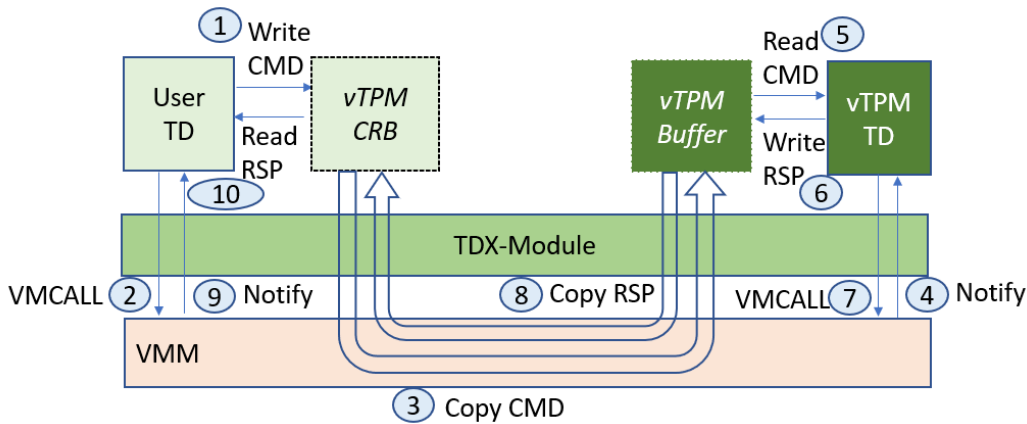 1
Write
CMD
User
TD
vTPM
CRB
Read
RSP
10
5
Read
CMD
vTPM
Buffer
vTPM
TD
Write
RSP
6
TDX-Module
VMCALL 2
9 Notify
8 Copy RSP
VMCALL 7
4 Notify
VMM
3 Copy CMD